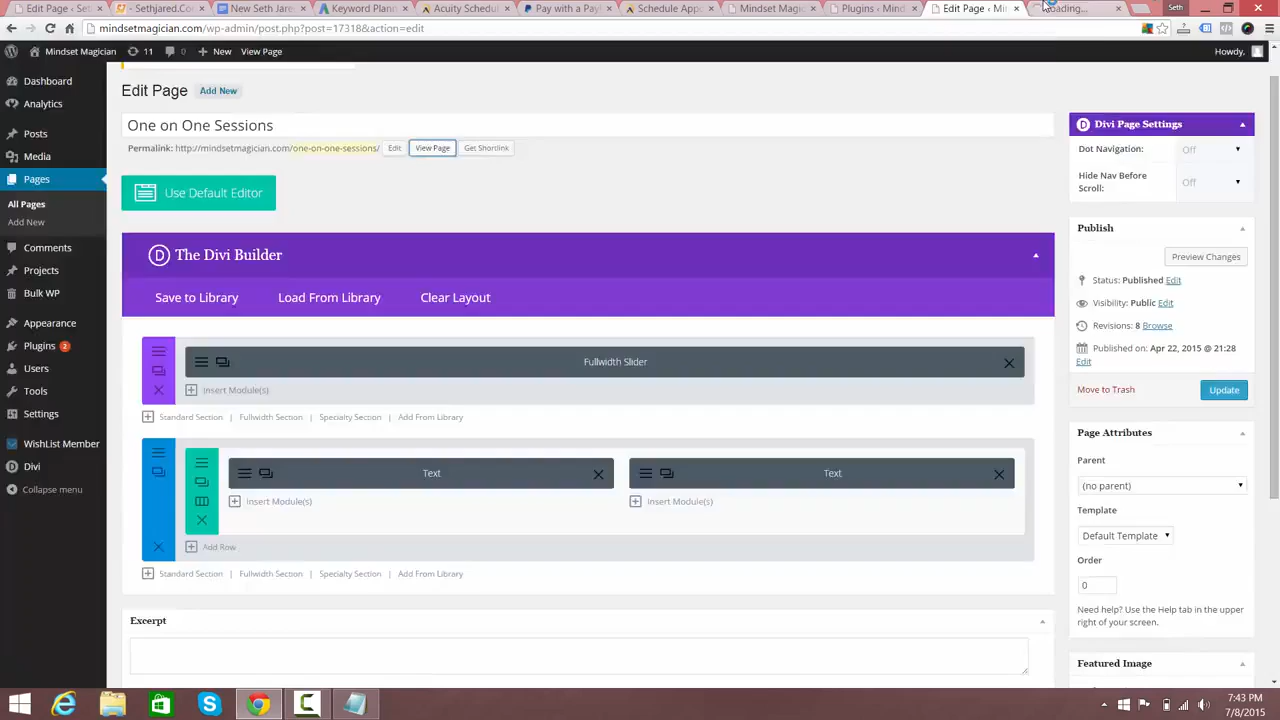 Edit Page
Sethjared.Co
New Seth Jare
Keyword Plann
Acuity Schedul
Pay with a Pay
Schedule Appo
Mindset Magic
Plugins ‹ Mind
Edit Page ‹ Min
Loading...
Seth
mindsetmagician.com/wp-admin/post.php?post=17318&action=edit
Mindset Magician
11
0
New
View Page
Howdy,
Dashboard
Analytics
Posts
Media
Pages
All Pages
Add New
Comments
Projects
Bulk WP
Appearance
Plugins 2
Users
Tools
Settings
WishList Member
Divi
Collapse menu
Edit Page
Add New
One on One Sessions
Permalink: http://mindsetmagician.com/one-on-one-sessions/
Edit
View Page
Get Shortlink
Use Default Editor
The Divi Builder
Save to Library
Load From Library
Clear Layout
Fullwidth Slider
Insert Module(s)
Standard Section | Fullwidth Section | Specialty Section | Add From Library
Text
Text
Insert Module(s)
Insert Module(s)
Add Row
Standard Section | Fullwidth Section | Specialty Section | Add From Library
Excerpt
Divi Page Settings
Dot Navigation:
Off
Hide Nav Before
Scroll:
Off
Publish
Preview Changes
Status: Published Edit
Visibility: Public Edit
Revisions: 8 Browse
Published on: Apr 22, 2015 @ 21:28
Edit
Move to Trash
Update
Page Attributes
Parent
(no parent)
Template
Default Template
Order
0
Need help? Use the Help tab in the upper
right of your screen.
Featured Image
7:43 PM
7/8/2015